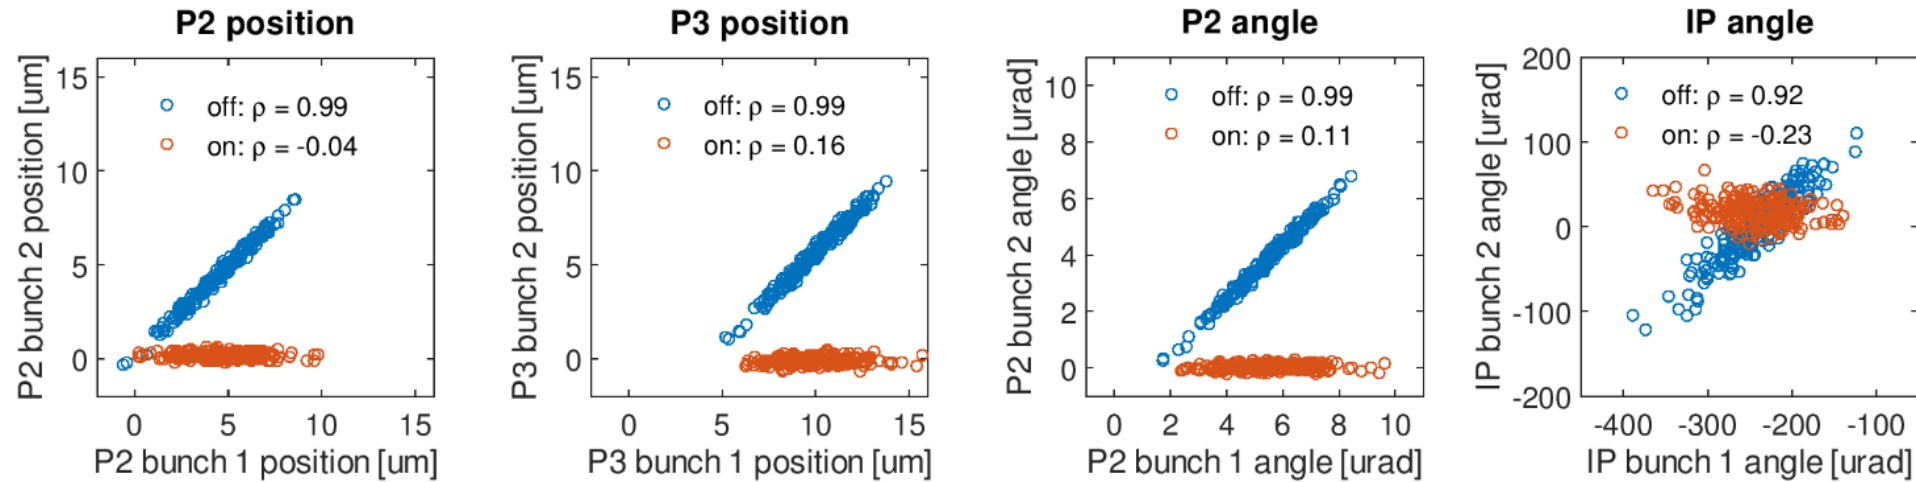 P2 position
P2 bunch 2 position [um]
15
10
5
0
off: ρ = 0.99
on: ρ = -0.04
0 5 10 15
P2 bunch 1 position [um]
P3 position
P3 bunch 2 position [um]
15
10
5
0
off: ρ = 0.99
on: ρ = 0.16
0 5 10 15
P3 bunch 1 position [um]
P2 angle
P2 bunch 2 angle [urad]
10
8
6
4
2
0
off: ρ = 0.99
on: ρ = 0.11
0 2 4 6 8 10
P2 bunch 1 angle [urad]
IP angle
IP bunch 2 angle [urad]
200
100
0
-100
-200
off: ρ = 0.92
on: ρ = -0.23
-400 -300 -200 -100
IP bunch 1 angle [urad]